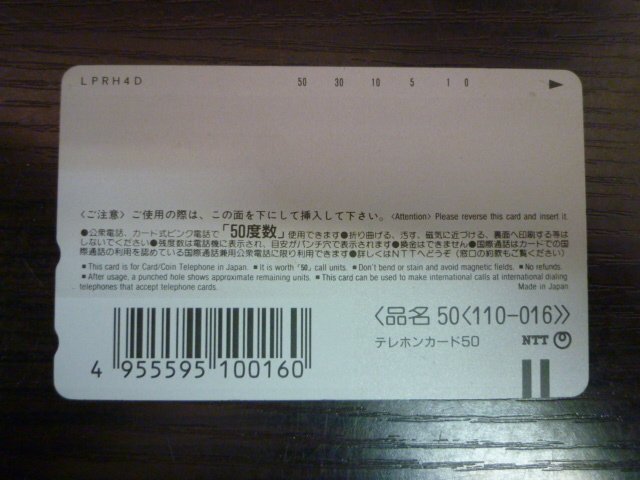 LPRH4D 50 30 10 5 1 0
〈ご注意〉ご使用の際は、この面を下にして挿入して下さい。〈Attention〉Please reverse this card and insert it.
●公衆電話、カード式ピンク電話で「50度数」使用できます●折り曲げる、汚す、磁気に近づける、裏面へ印刷する等は
しないでください●残度数は電話機に表示され、目安がパンチ穴で表示されます●換金はできません●国際通話はカードでの国
際通話の利用を認めている国際通話兼用公衆電話に限り利用できます●詳しくはNTTへどうぞ（窓口の約款もご覧ください）
■This card is for Card/Coin Telephone in Japan. ■It is worth「50」call units. ■Don't bend or stain and avoid magnetic fields. ■No refunds.
■After usage, a punched hole shows approximate remaining units. ■This card can be used to make international calls at international dialing
telephones that accept telephone cards. Made in Japan
〈品名 50〈110-016〉〉
テレホンカード50 NTT
4 955595 100160